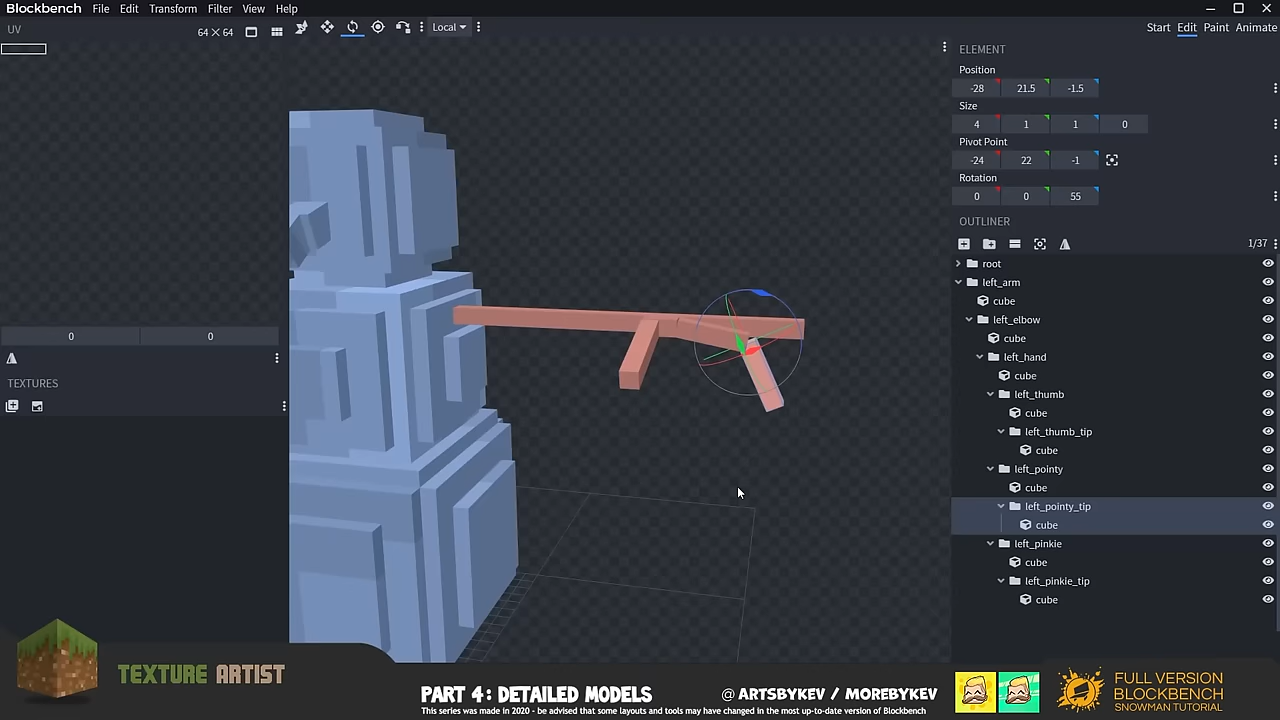 Blockbench File Edit Transform Filter View Help
UV
64 × 64
Local
Start Edit Paint Animate
ELEMENT
Position
-28 21.5 -1.5
Size
4 1 1 0
Pivot Point
-24 22 -1
Rotation
0 0 55
OUTLINER
1/37
root
left_arm
cube
left_elbow
cube
left_hand
cube
left_thumb
cube
left_thumb_tip
cube
left_pointy
cube
left_pointy_tip
cube
left_pinkie
cube
left_pinkie_tip
cube
0 0
TEXTURES
TEXTURE ARTIST
PART 4: DETAILED MODELS
@ARTSBYKEV / MOREBYKEV
This series was made in 2020 - be advised that some layouts and tools may have changed in the most up-to-date version of Blockbench
FULL VERSION
BLOCKBENCH
SNOWMAN TUTORIAL